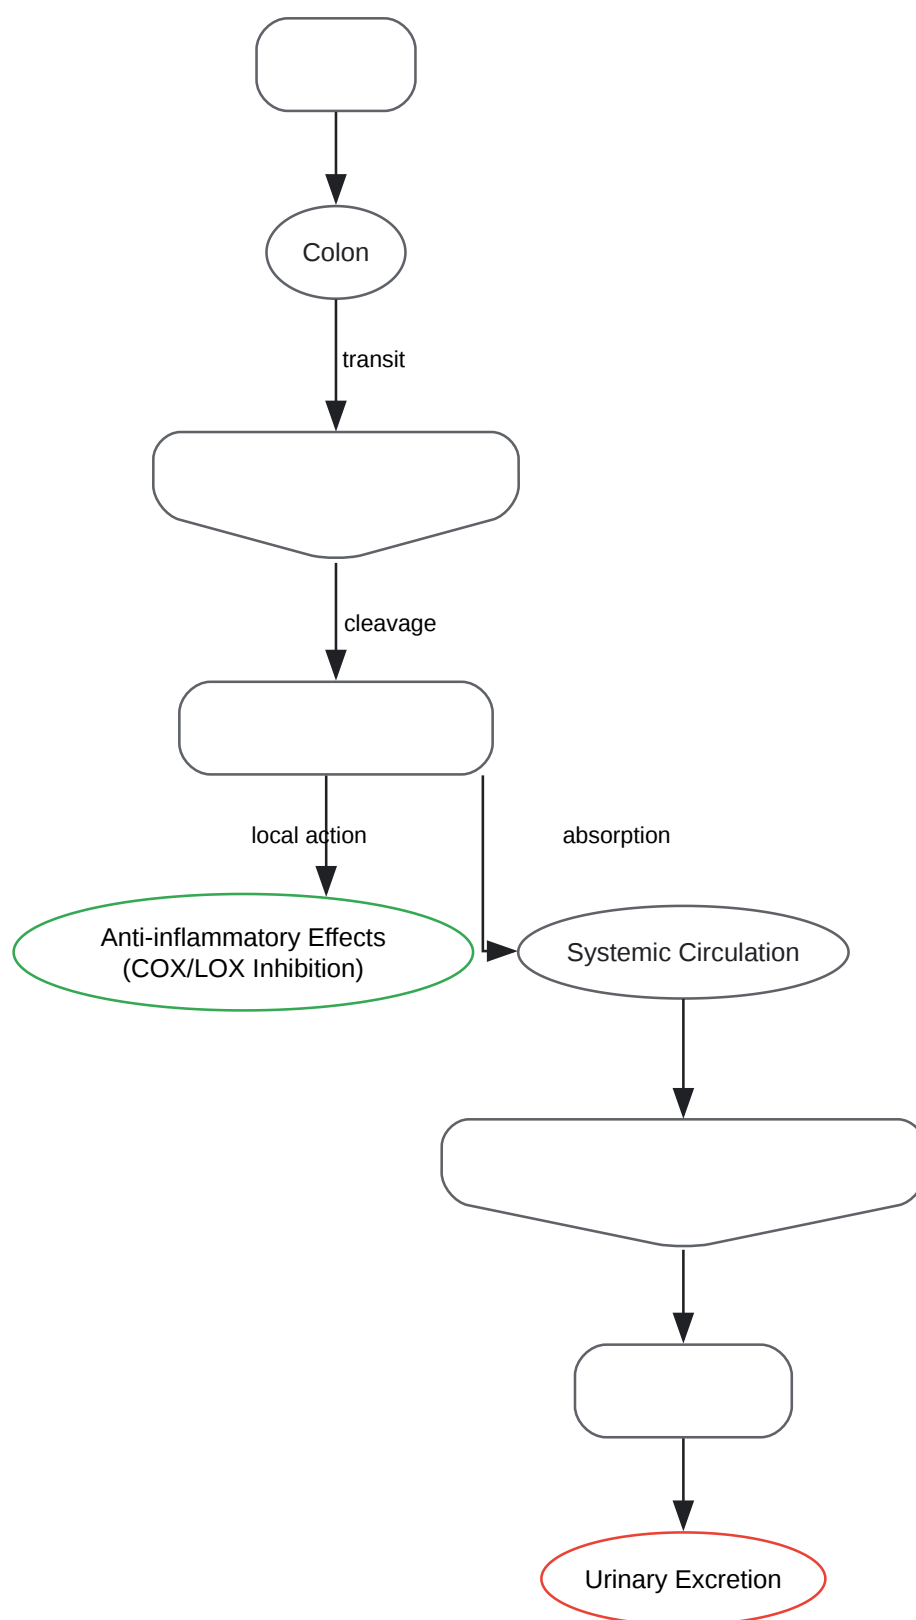 Colon
transit
cleavage
local action
absorption
Anti-inflammatory Effects
(COX/LOX Inhibition)
Systemic Circulation
Urinary Excretion